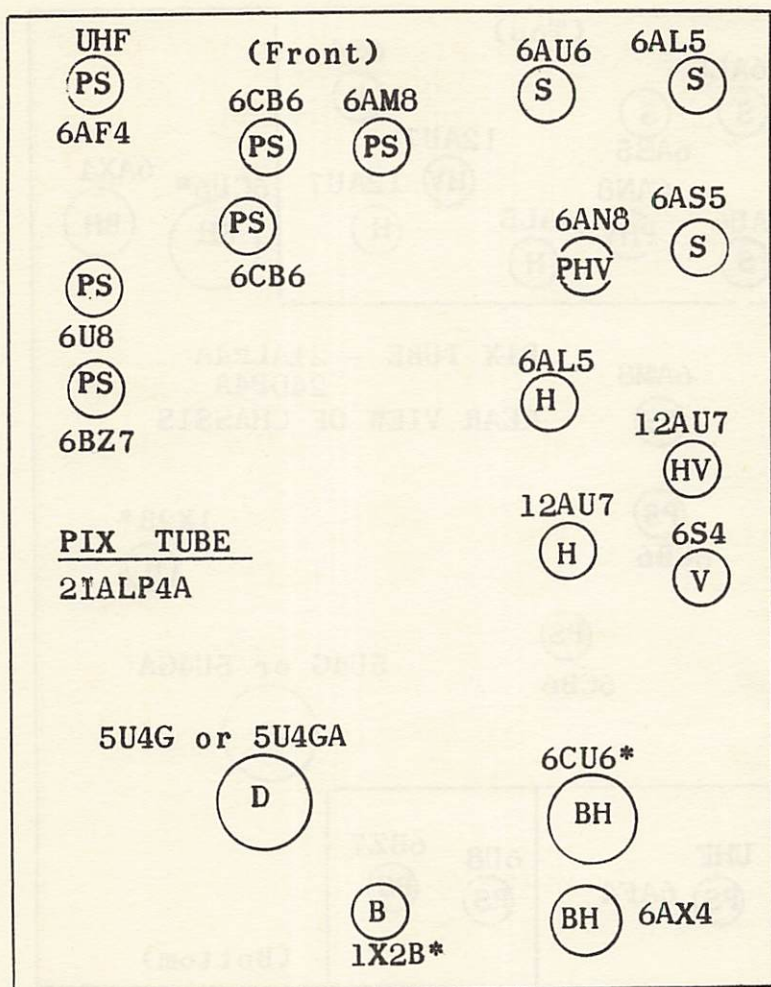 UHF
(Front)
6AU6
6AL5
PS
S
S
6CB6
6AM8
6AF4
PS
PS
6AN8
6AS5
PS
S
PHV
6CB6
PS
6U8
6AL5
PS
H
12AU7
6BZ7
HV
12AU7
6S4
PIX TUBE
H
V
21ALP4A
5U4G or 5U4GA
6CU6*
D
BH
B
BH
6AX4
1X2B*